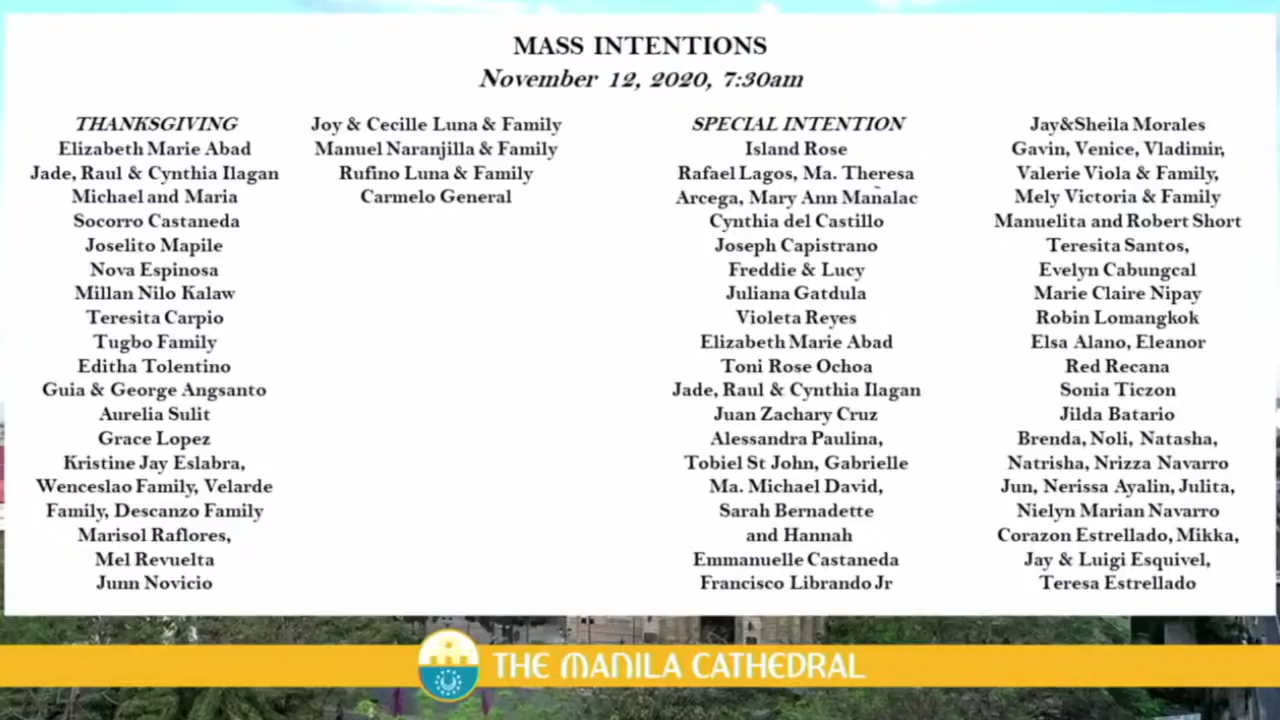 MASS INTENTIONS
November 12, 2020, 7:30am
THANKSGIVING
Elizabeth Marie Abad
Jade, Raul & Cynthia Ilagan
Michael and Maria
Socorro Castaneda
Joselito Mapile
Nova Espinosa
Millan Nilo Kalaw
Teresita Carpio
Tugbo Family
Editha Tolentino
Guia & George Angsanto
Aurelia Sulit
Grace Lopez
Kristine Jay Eslabra,
Wenceslao Family, Velarde
Family, Descanzo Family
Marisol Raflores,
Mel Revuelta
Junn Novicio
Joy & Cecille Luna & Family
Manuel Naranjilla & Family
Rufino Luna & Family
Carmelo General
SPECIAL INTENTION
Island Rose
Rafael Lagos, Ma. Theresa
Arcega, Mary Ann Mañalac
Cynthia del Castillo
Joseph Capistrano
Freddie & Lucy
Juliana Gatdula
Violeta Reyes
Elizabeth Marie Abad
Toni Rose Ochoa
Jade, Raul & Cynthia Ilagan
Juan Zachary Cruz
Alessandra Paulina,
Tobiel St John, Gabrielle
Ma. Michael David,
Sarah Bernadette
and Hannah
Emmanuelle Castaneda
Francisco Librando Jr
Jay&Sheila Morales
Gavin, Venice, Vladimir,
Valerie Viola & Family,
Mely Victoria & Family
Manuelita and Robert Short
Teresita Santos,
Evelyn Cabungcal
Marie Claire Nipay
Robin Lomangkok
Elsa Alano, Eleanor
Red Recana
Sonia Ticzon
Jilda Batario
Brenda, Noli, Natasha,
Natrisha, Nrizza Navarro
Jun, Nerissa Ayalin, Julita,
Nielyn Marian Navarro
Corazon Estrellado, Mikka,
Jay & Luigi Esquivel,
Teresa Estrellado
THE MANILA CATHEDRAL